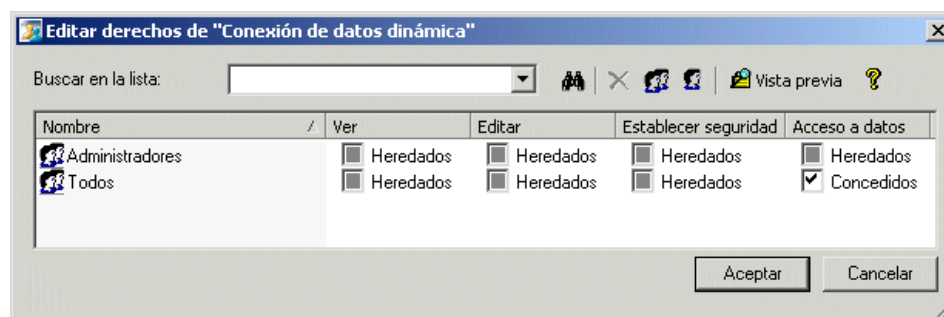 Editar derechos de "Conexión de datos dinámica"
Buscar en la lista:
Vista previa
Nombre Ver Editar Establecer seguridad Acceso a datos
Administradores Heredados Heredados Heredados Heredados
Todos Heredados Heredados Heredados Concedidos
Aceptar Cancelar